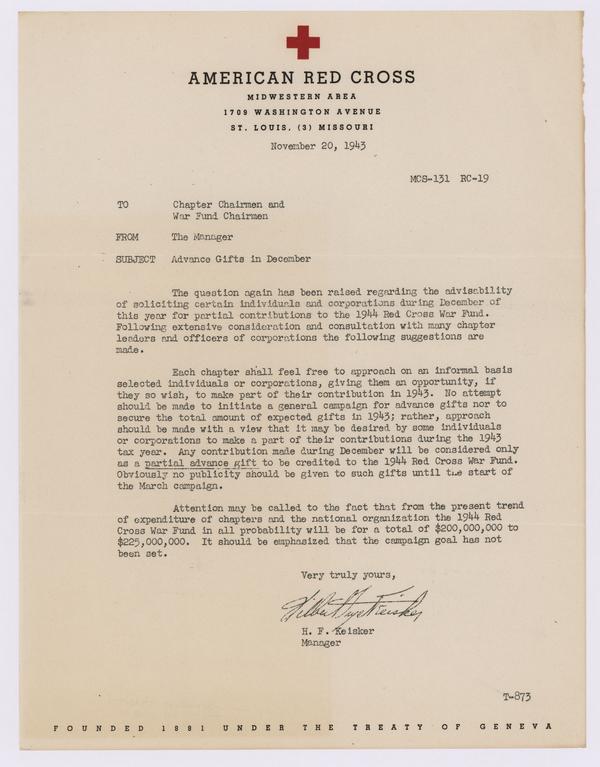 AMERICAN RED CROSS
MIDWESTERN AREA
1709 WASHINGTON AVENUE
ST. LOUIS, (3) MISSOURI
November 20, 1943
MCS-131 RC-19
TO Chapter Chairmen and
War Fund Chairmen
FROM The Manager
SUBJECT Advance Gifts in December
The question again has been raised regarding the advisability
of soliciting certain individuals and corporations during December of
this year for partial contributions to the 1944 Red Cross War Fund.
Following extensive consideration and consultation with many chapter
leaders and officers of corporations the following suggestions are
made.
Each chapter shall feel free to approach on an informal basis
selected individuals or corporations, giving them an opportunity, if
they so wish, to make part of their contribution in 1943. No attempt
should be made to initiate a general campaign for advance gifts nor to
secure the total amount of expected gifts in 1943; rather, approach
should be made with a view that it may be desired by some individuals
or corporations to make a part of their contributions during the 1943
tax year. Any contribution made during December will be considered only
as a partial advance gift to be credited to the 1944 Red Cross War Fund.
Obviously no publicity should be given to such gifts until the start of
the March campaign.
Attention may be called to the fact that from the present trend
of expenditure of chapters and the national organization the 1944 Red
Cross War Fund in all probability will be for a total of $200,000,000 to
$225,000,000. It should be emphasized that the campaign goal has not
been set.
Very truly yours,
H. F. Keisker
Manager
T-873
FOUNDED 1881 UNDER THE TREATY OF GENEVA